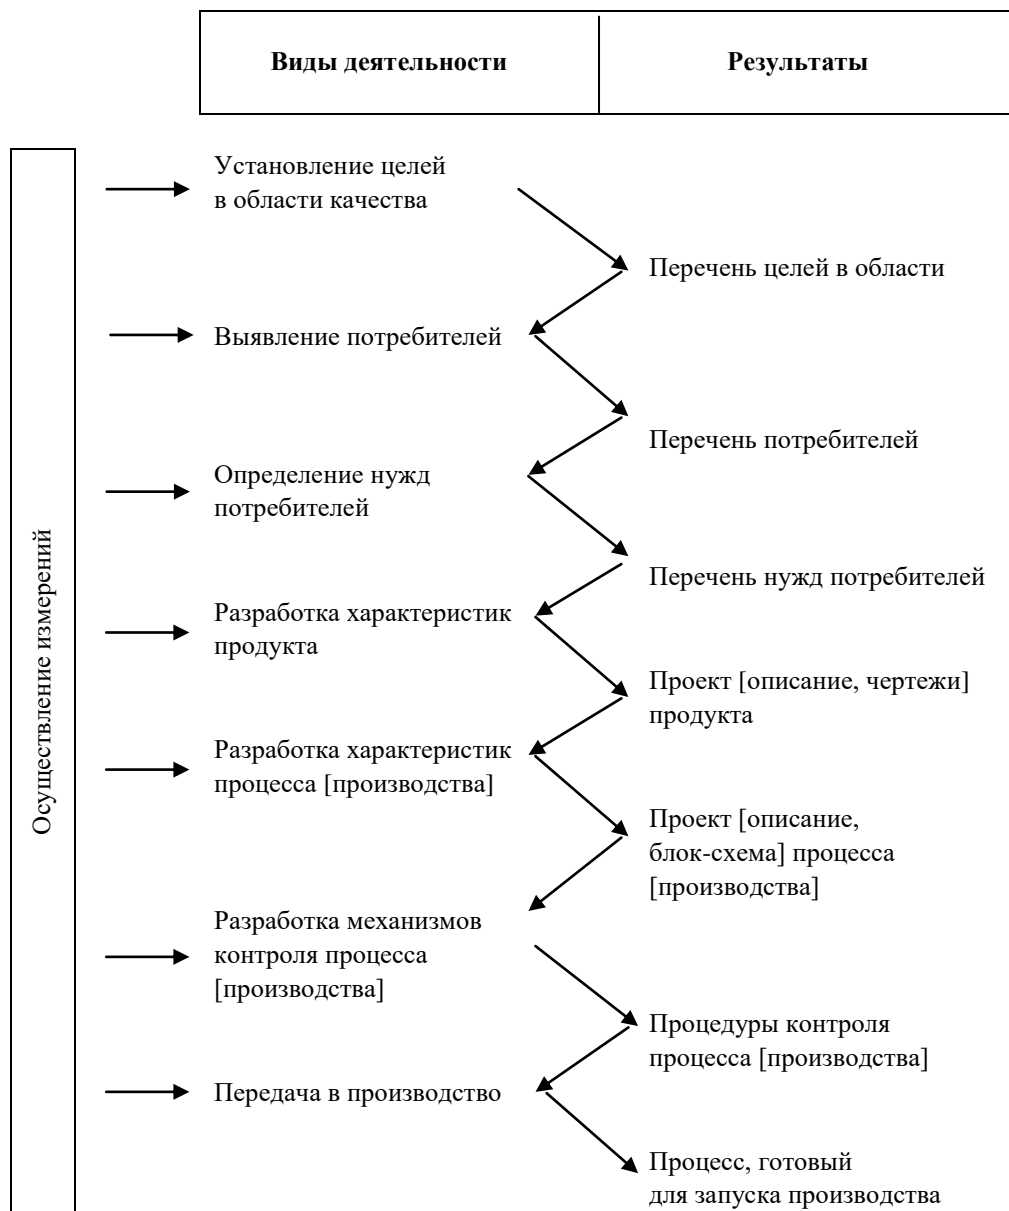 Виды деятельности
Результаты
Осуществление измерений
Установление целей
в области качества
Перечень целей в области
Выявление потребителей
Перечень потребителей
Определение нужд
потребителей
Перечень нужд потребителей
Разработка характеристик
продукта
Проект [описание, чертежи]
продукта
Разработка характеристик
процесса [производства]
Проект [описание,
блок-схема] процесса
[производства]
Разработка механизмов
контроля процесса
[производства]
Процедуры контроля
процесса [производства]
Передача в производство
Процесс, готовый
для запуска производства